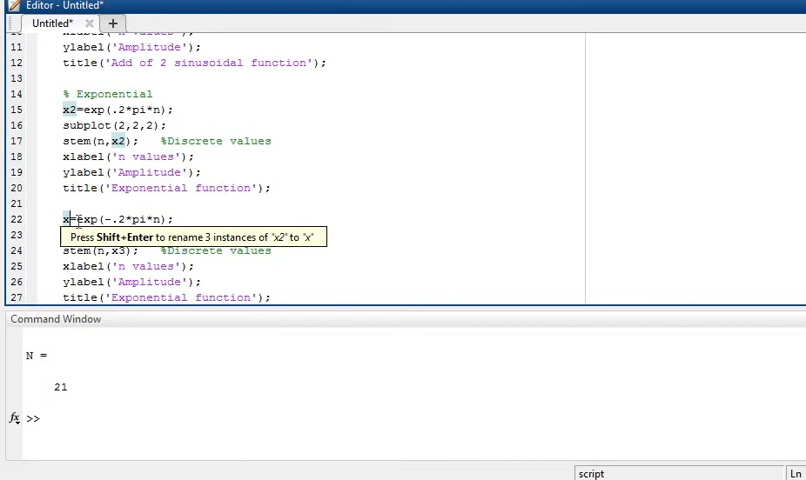 Editor - Untitled*
Untitled* × +
11 ylabel('Amplitude');
12 title('Add of 2 sinusoidal function');
13
14 % Exponential
15 x2=exp(.2*pi*n);
16 subplot(2,2,2);
17 stem(n,x2); %Discrete values
18 xlabel('n values');
19 ylabel('Amplitude');
20 title('Exponential function');
21
22 x=exp(-.2*pi*n);
23
Press Shift+Enter to rename 3 instances of "x2" to "x"
24 stem(n,x3); %Discrete values
25 xlabel('n values');
26 ylabel('Amplitude');
27 title('Exponential function');
Command Window
N =
21
fx >>
script Ln